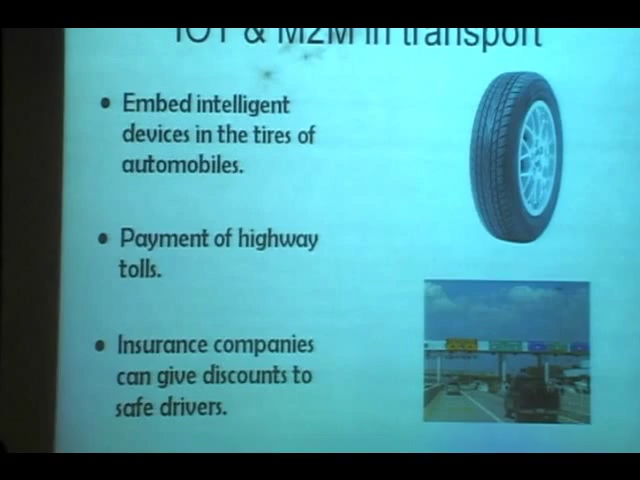 IOT & M2M in transport
• Embed intelligent
devices in the tires of
automobiles.
• Payment of highway
tolls.
• Insurance companies
can give discounts to
safe drivers.